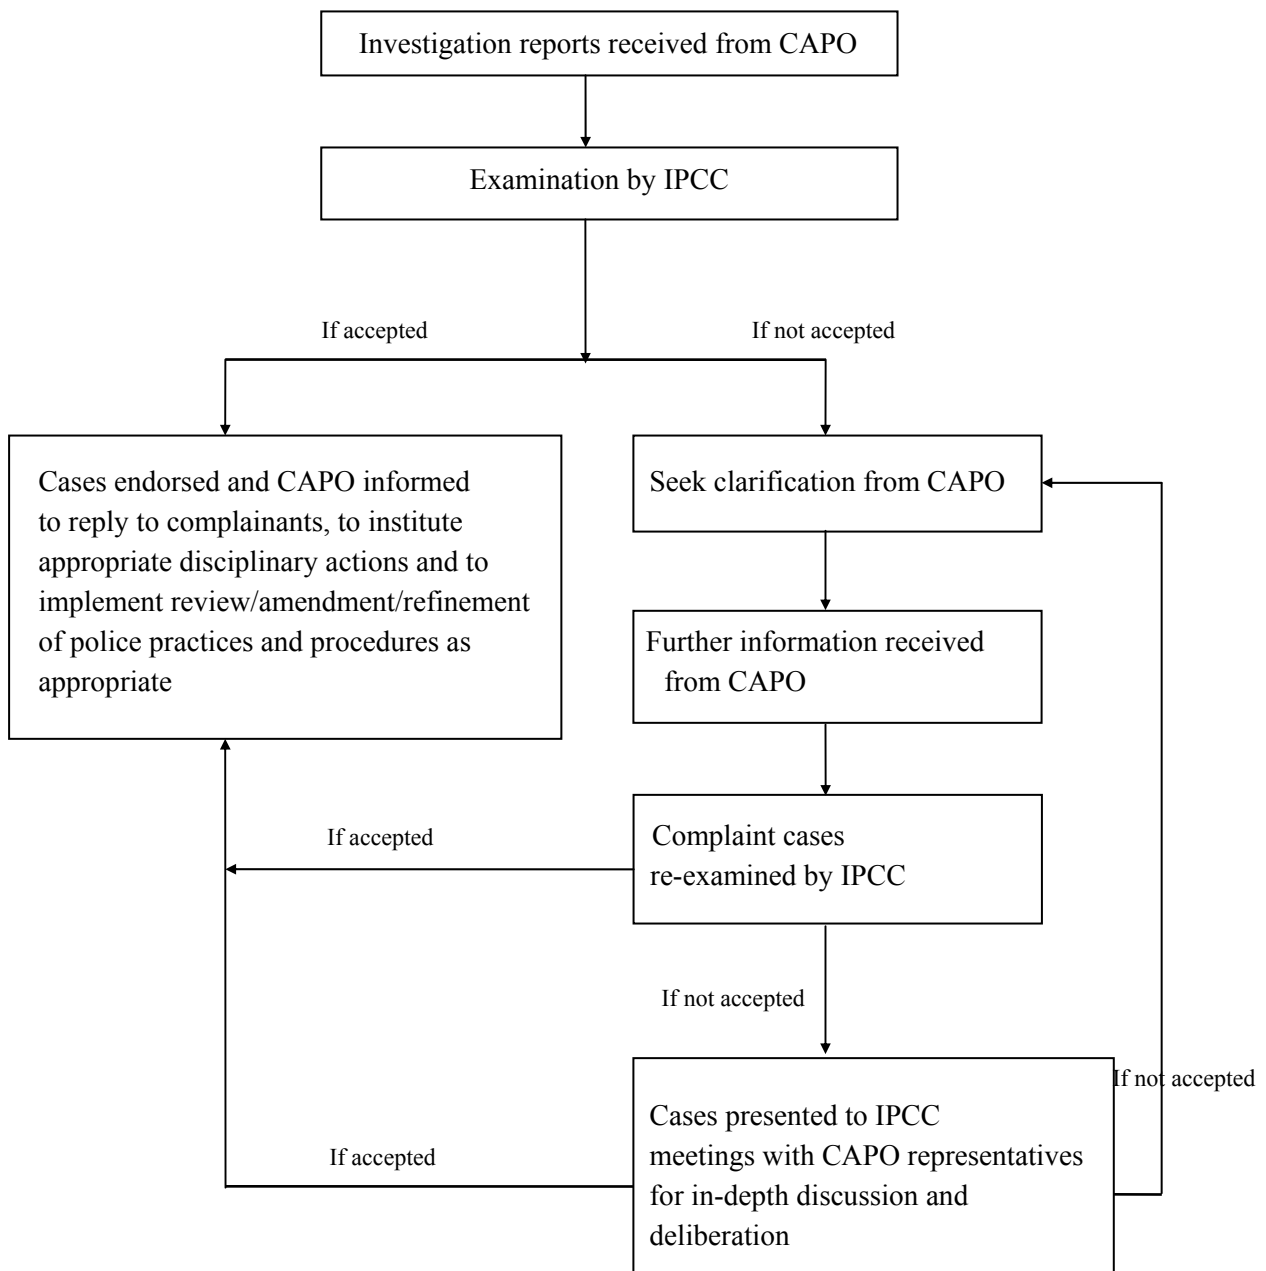 Investigation reports received from CAPO
Examination by IPCC
If accepted
If not accepted
Cases endorsed and CAPO informed
to reply to complainants, to institute
appropriate disciplinary actions and to
implement review/amendment/refinement
of police practices and procedures as
appropriate
Seek clarification from CAPO
Further information received
from CAPO
Complaint cases
re-examined by IPCC
If accepted
If not accepted
Cases presented to IPCC
meetings with CAPO representatives
for in-depth discussion and
deliberation
If accepted
If not accepted